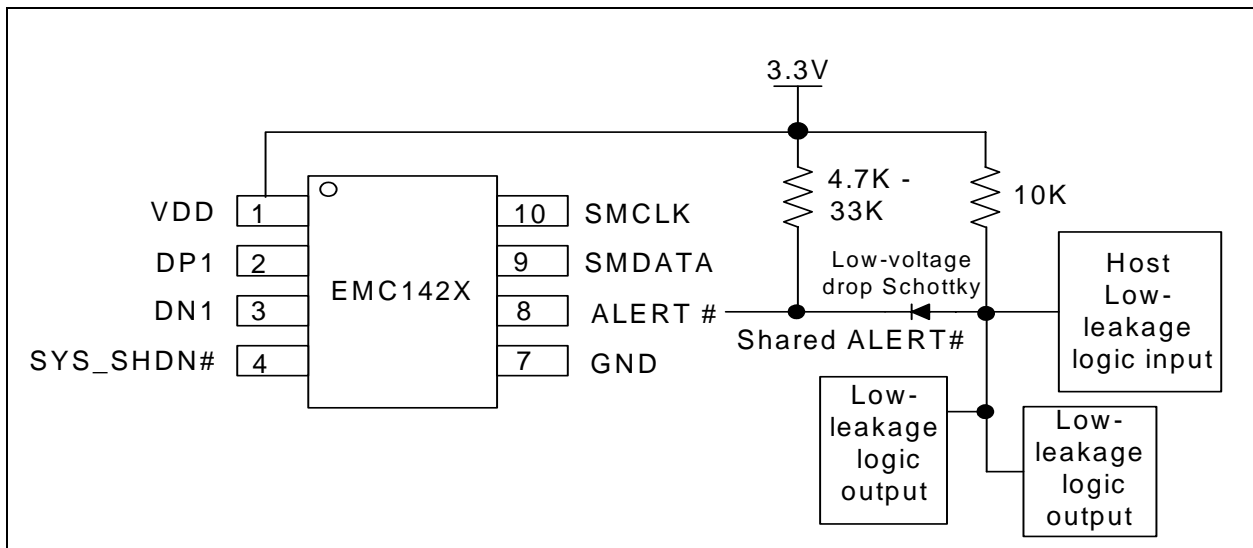 3.3V
4.7K -
33K
10K
VDD
1
DP1
2
DN1
3
SYS_SHDN#
4
EMC142X
10
SMCLK
9
SMDATA
8
ALERT #
7
GND
Low-voltage
drop Schottky
Shared ALERT#
Host
Low-
leakage
logic input
Low-
leakage
logic
output
Low-
leakage
logic
output